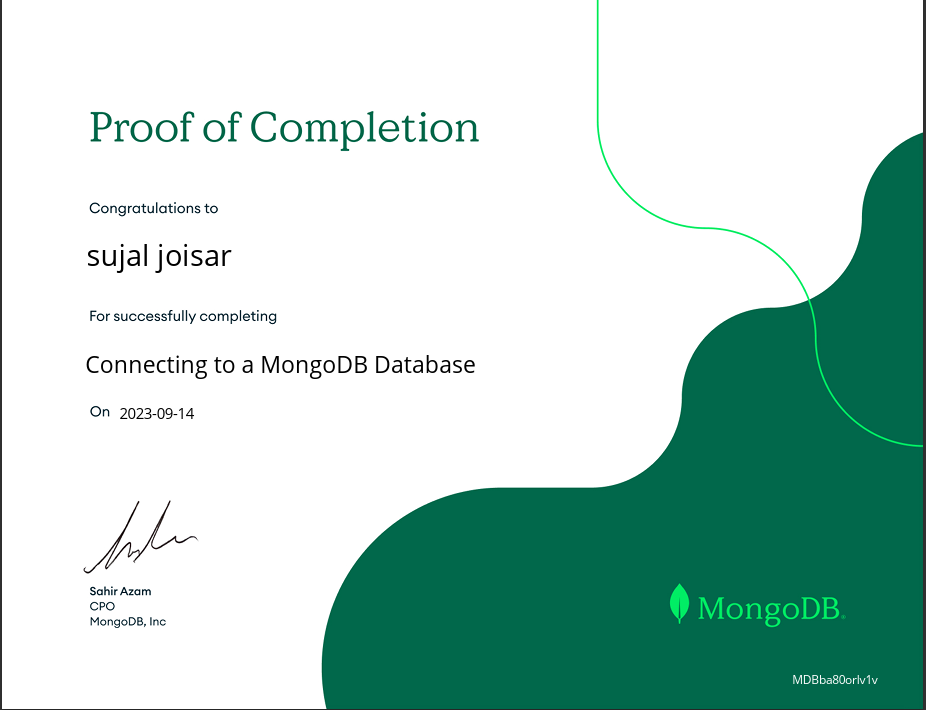 Proof of Completion
Congratulations to
sujal joisar
For successfully completing
Connecting to a MongoDB Database
On 2023-09-14
Sahir Azam
CPO
MongoDB, Inc
MongoDB®
MDBba80orlv1v